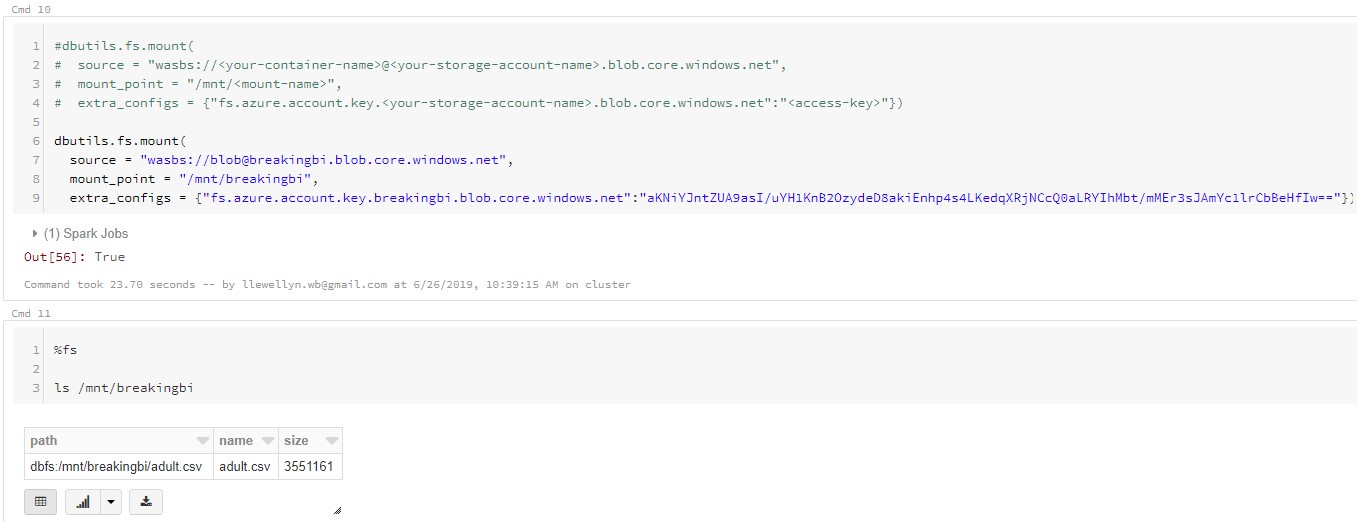 Cmd 10
1 #dbutils.fs.mount(
2 #  source = "wasbs://<your-container-name>@<your-storage-account-name>.blob.core.windows.net",
3 #  mount_point = "/mnt/<mount-name>",
4 #  extra_configs = {"fs.azure.account.key.<your-storage-account-name>.blob.core.windows.net":"<access-key>"})
5
6 dbutils.fs.mount(
7   source = "wasbs://blob@breakingbi.blob.core.windows.net",
8   mount_point = "/mnt/breakingbi",
9   extra_configs = {"fs.azure.account.key.breakingbi.blob.core.windows.net":"aKNiYJntZUA9asI/uYH1KnB2OzydeD8akiEnhp4s4LKedqXRjNCcQ0aLRYIhMbt/mMEr3sJAmYc1lrCbBeHfIw=="})
(1) Spark Jobs
Out[56]: True
Command took 23.70 seconds -- by llewellyn.wb@gmail.com at 6/26/2019, 10:39:15 AM on cluster
Cmd 11
1 %fs
2
3 ls /mnt/breakingbi
path name size
dbfs:/mnt/breakingbi/adult.csv adult.csv 3551161